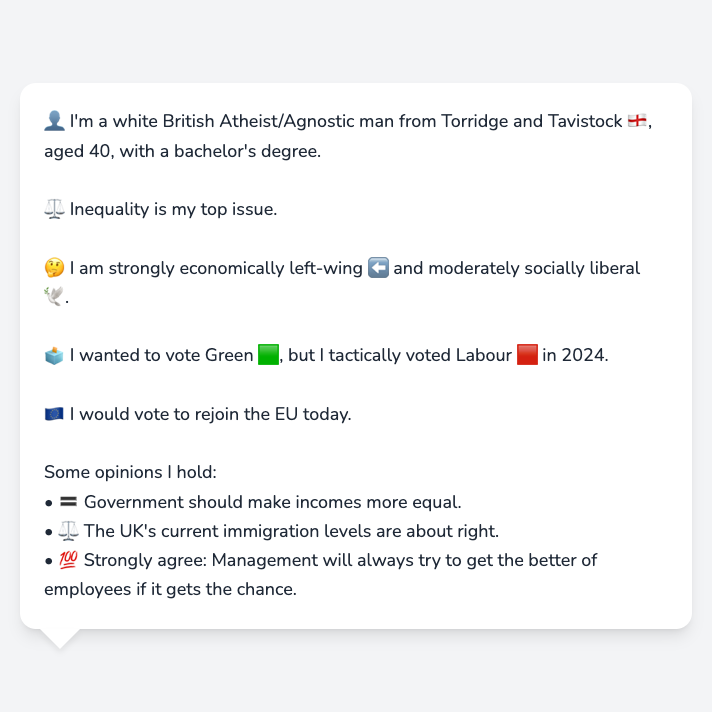 👤 I'm a white British Atheist/Agnostic man from Torridge and Tavistock 🏴󠁧󠁢󠁥󠁮󠁧󠁿,
aged 40, with a bachelor's degree.
⚖️ Inequality is my top issue.
🤔 I am strongly economically left-wing ⬅️ and moderately socially liberal
🕊️.
🗳️ I wanted to vote Green 🟩, but I tactically voted Labour 🟥 in 2024.
🇪🇺 I would vote to rejoin the EU today.
Some opinions I hold:
• 🟰 Government should make incomes more equal.
• ⚖️ The UK's current immigration levels are about right.
• 💯 Strongly agree: Management will always try to get the better of
employees if it gets the chance.